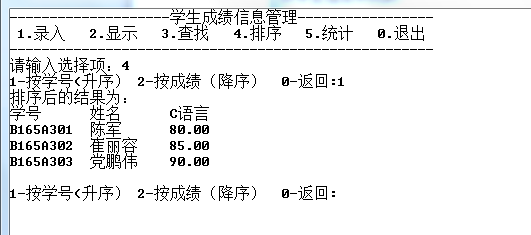 ---------------------学生成绩信息管理------------------
1.录入   2.显示   3.查找   4.排序   5.统计   0.退出
--------------------------------------------------------
请输入选择项：4
1-按学号(升序）  2-按成绩（降序）   0-返回:1
排序后的结果为：
学号      姓名      C语言
B165A301  陈军      80.00
B165A302  崔丽容    85.00
B165A303  党鹏伟    90.00
1-按学号(升序）  2-按成绩（降序）   0-返回: